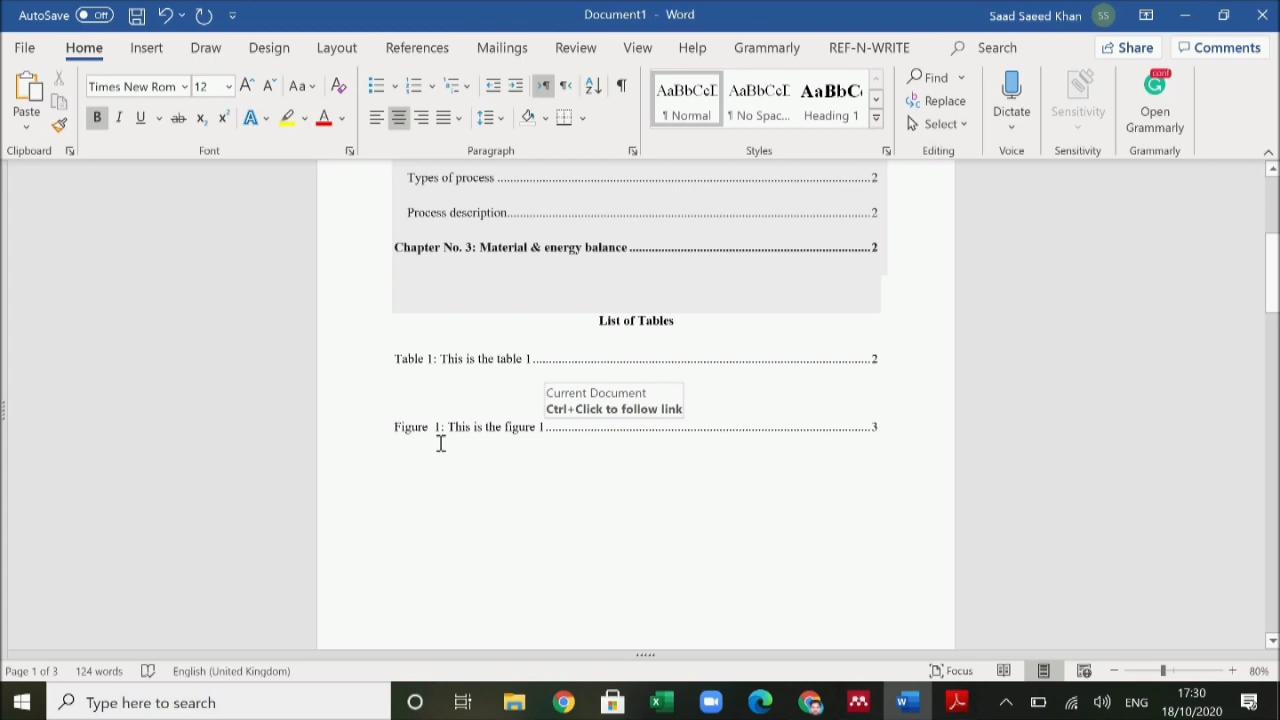 AutoSave Off Document1 - Word Saad Saeed Khan SS
File Home Insert Draw Design Layout References Mailings Review View Help Grammarly REF-N-WRITE Search Share Comments
Paste
Clipboard
Times New Rom 12 Aa A
B I U ab x₂ x² A A
Font
Paragraph
AaBbCcI AaBbCcI AaBbC
¶ Normal ¶ No Spac... Heading 1
Styles
Find
Replace
Select
Editing
Dictate
Voice
Sensitivity
Sensitivity
conf
Open
Grammarly
Grammarly
Types of process ........ 2
Process description........ 2
Chapter No. 3: Material & energy balance ........ 2
List of Tables
Table 1: This is the table 1 ........ 2
Current Document
Ctrl+Click to follow link
Figure 1: This is the figure 1 ........ 3
Page 1 of 3 124 words English (United Kingdom) Focus 80%
Type here to search ENG 17:30
18/10/2020